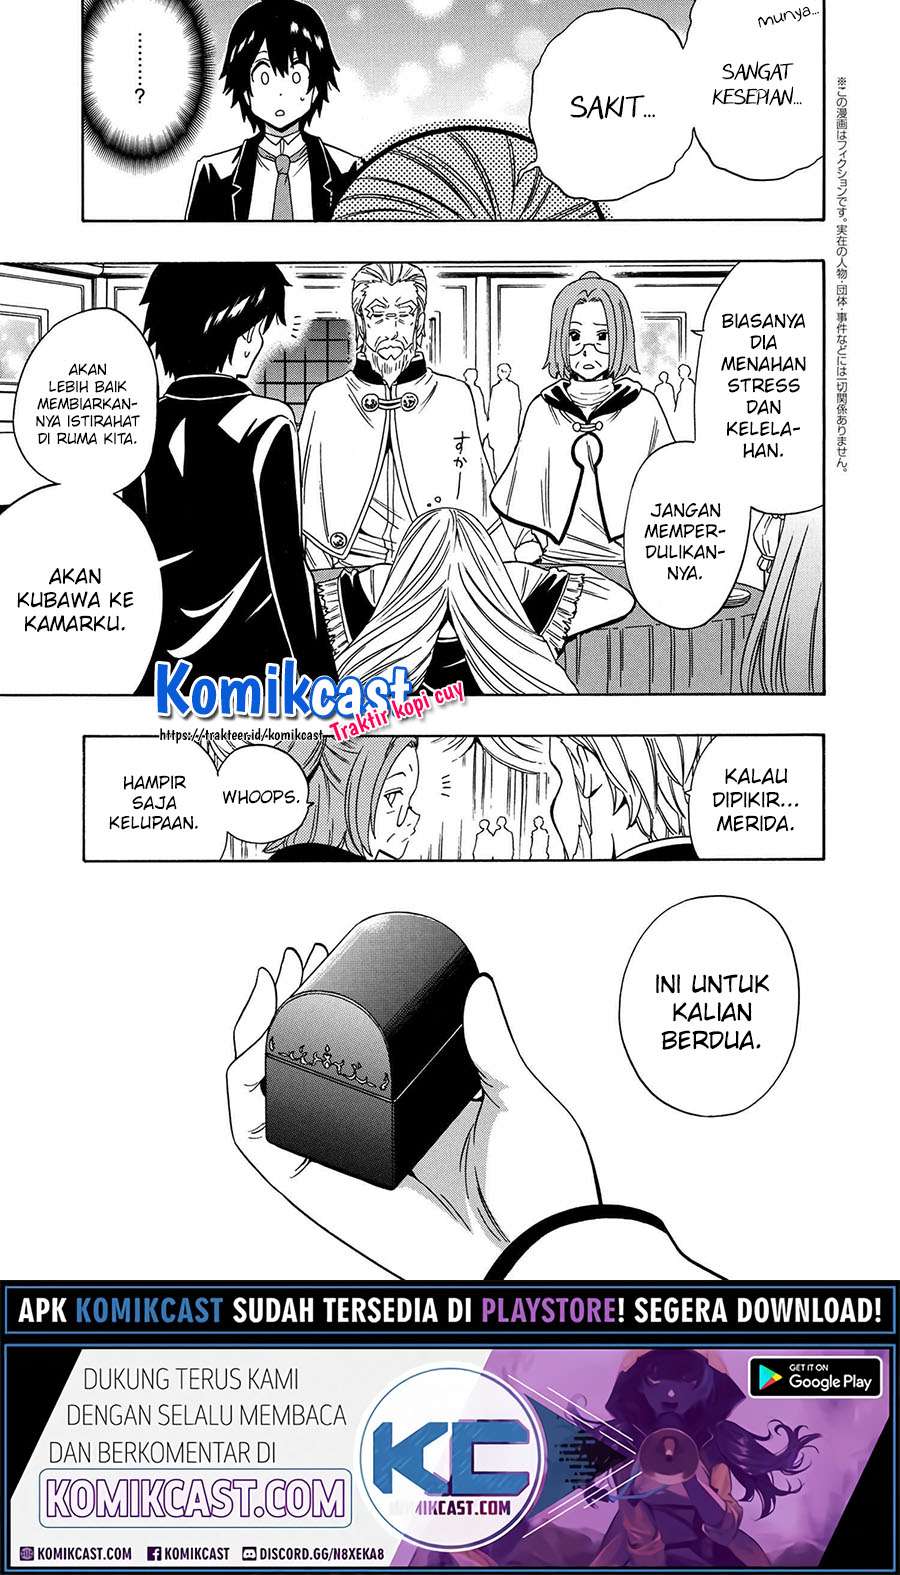 munya...
SANGAT
KESEPIAN...
SAKIT...
.........?
※この漫画はフィクションです。実在の人物・団体・事件などには一切関係ありません。
BIASANYA
DIA
MENAHAN
STRESS
DAN
KELELA-
HAN.
JANGAN
MEMPER-
DULIKAN-
NYA.
すかー
AKAN
LEBIH BAIK
MEMBIARKAN-
NYA ISTIRAHAT
DI RUMA KITA.
AKAN
KUBAWA KE
KAMARKU.
Komikcast
Traktir kopi cuy
https://trakteer.id/komikcast
KALAU
DIPIKIR...
MERIDA.
WHOOPS.
HAMPIR
SAJA
KELUPAAN.
INI UNTUK
KALIAN
BERDUA.
APK KOMIKCAST SUDAH TERSEDIA DI PLAYSTORE! SEGERA DOWNLOAD!
DUKUNG TERUS KAMI
DENGAN SELALU MEMBACA
DAN BERKOMENTAR DI
KOMIKCAST.COM
KOMIKCAST.COM
KOMIKCAST
DISCORD.GG/N8XEKA8
KC
WWW.KOMIKCAST.COM
GET IT ON
Google Play